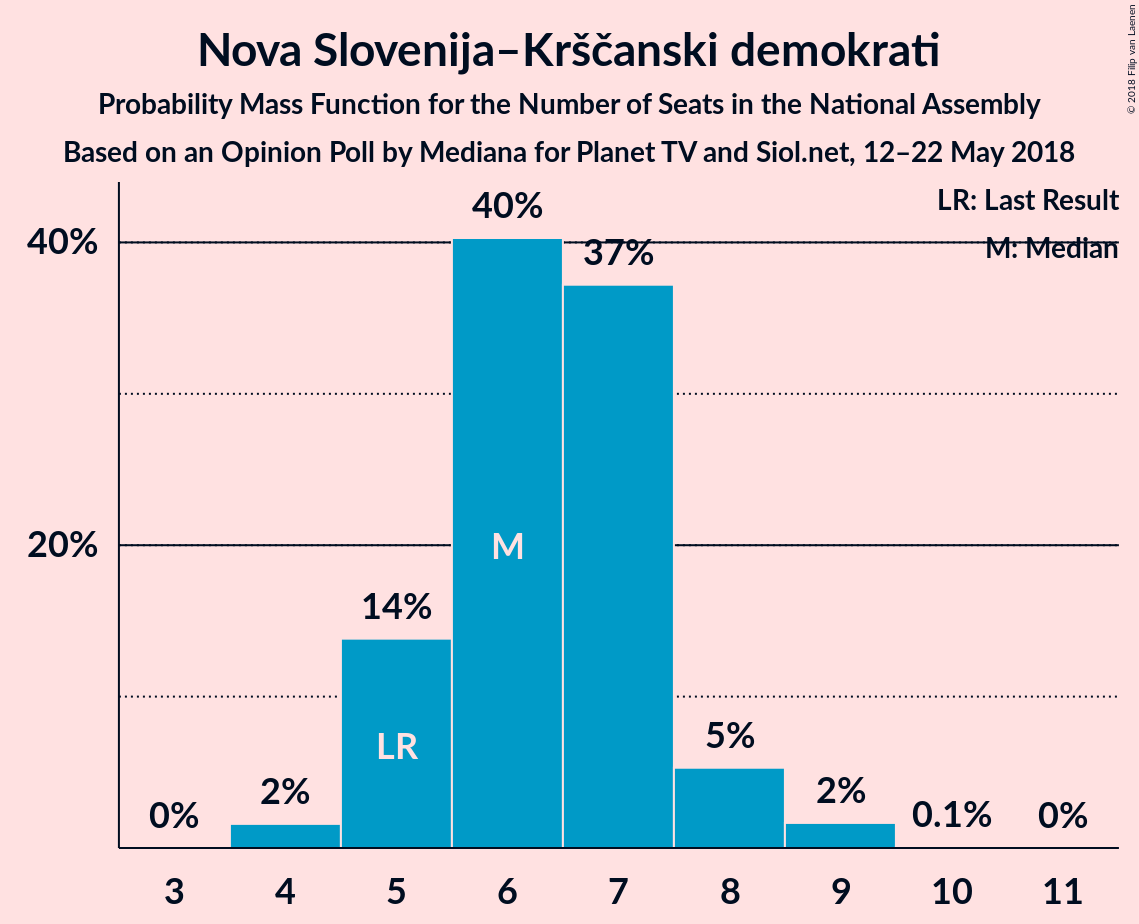 Nova Slovenija–Krščanski demokrati
Probability Mass Function for the Number of Seats in the National Assembly
Based on an Opinion Poll by Mediana for Planet TV and Siol.net, 12–22 May 2018
© 2018 Filip van Laenen
LR: Last Result
M: Median
40%
20%
0%
2%
14%
40%
37%
5%
2%
0.1%
0%
LR
M
3 4 5 6 7 8 9 10 11